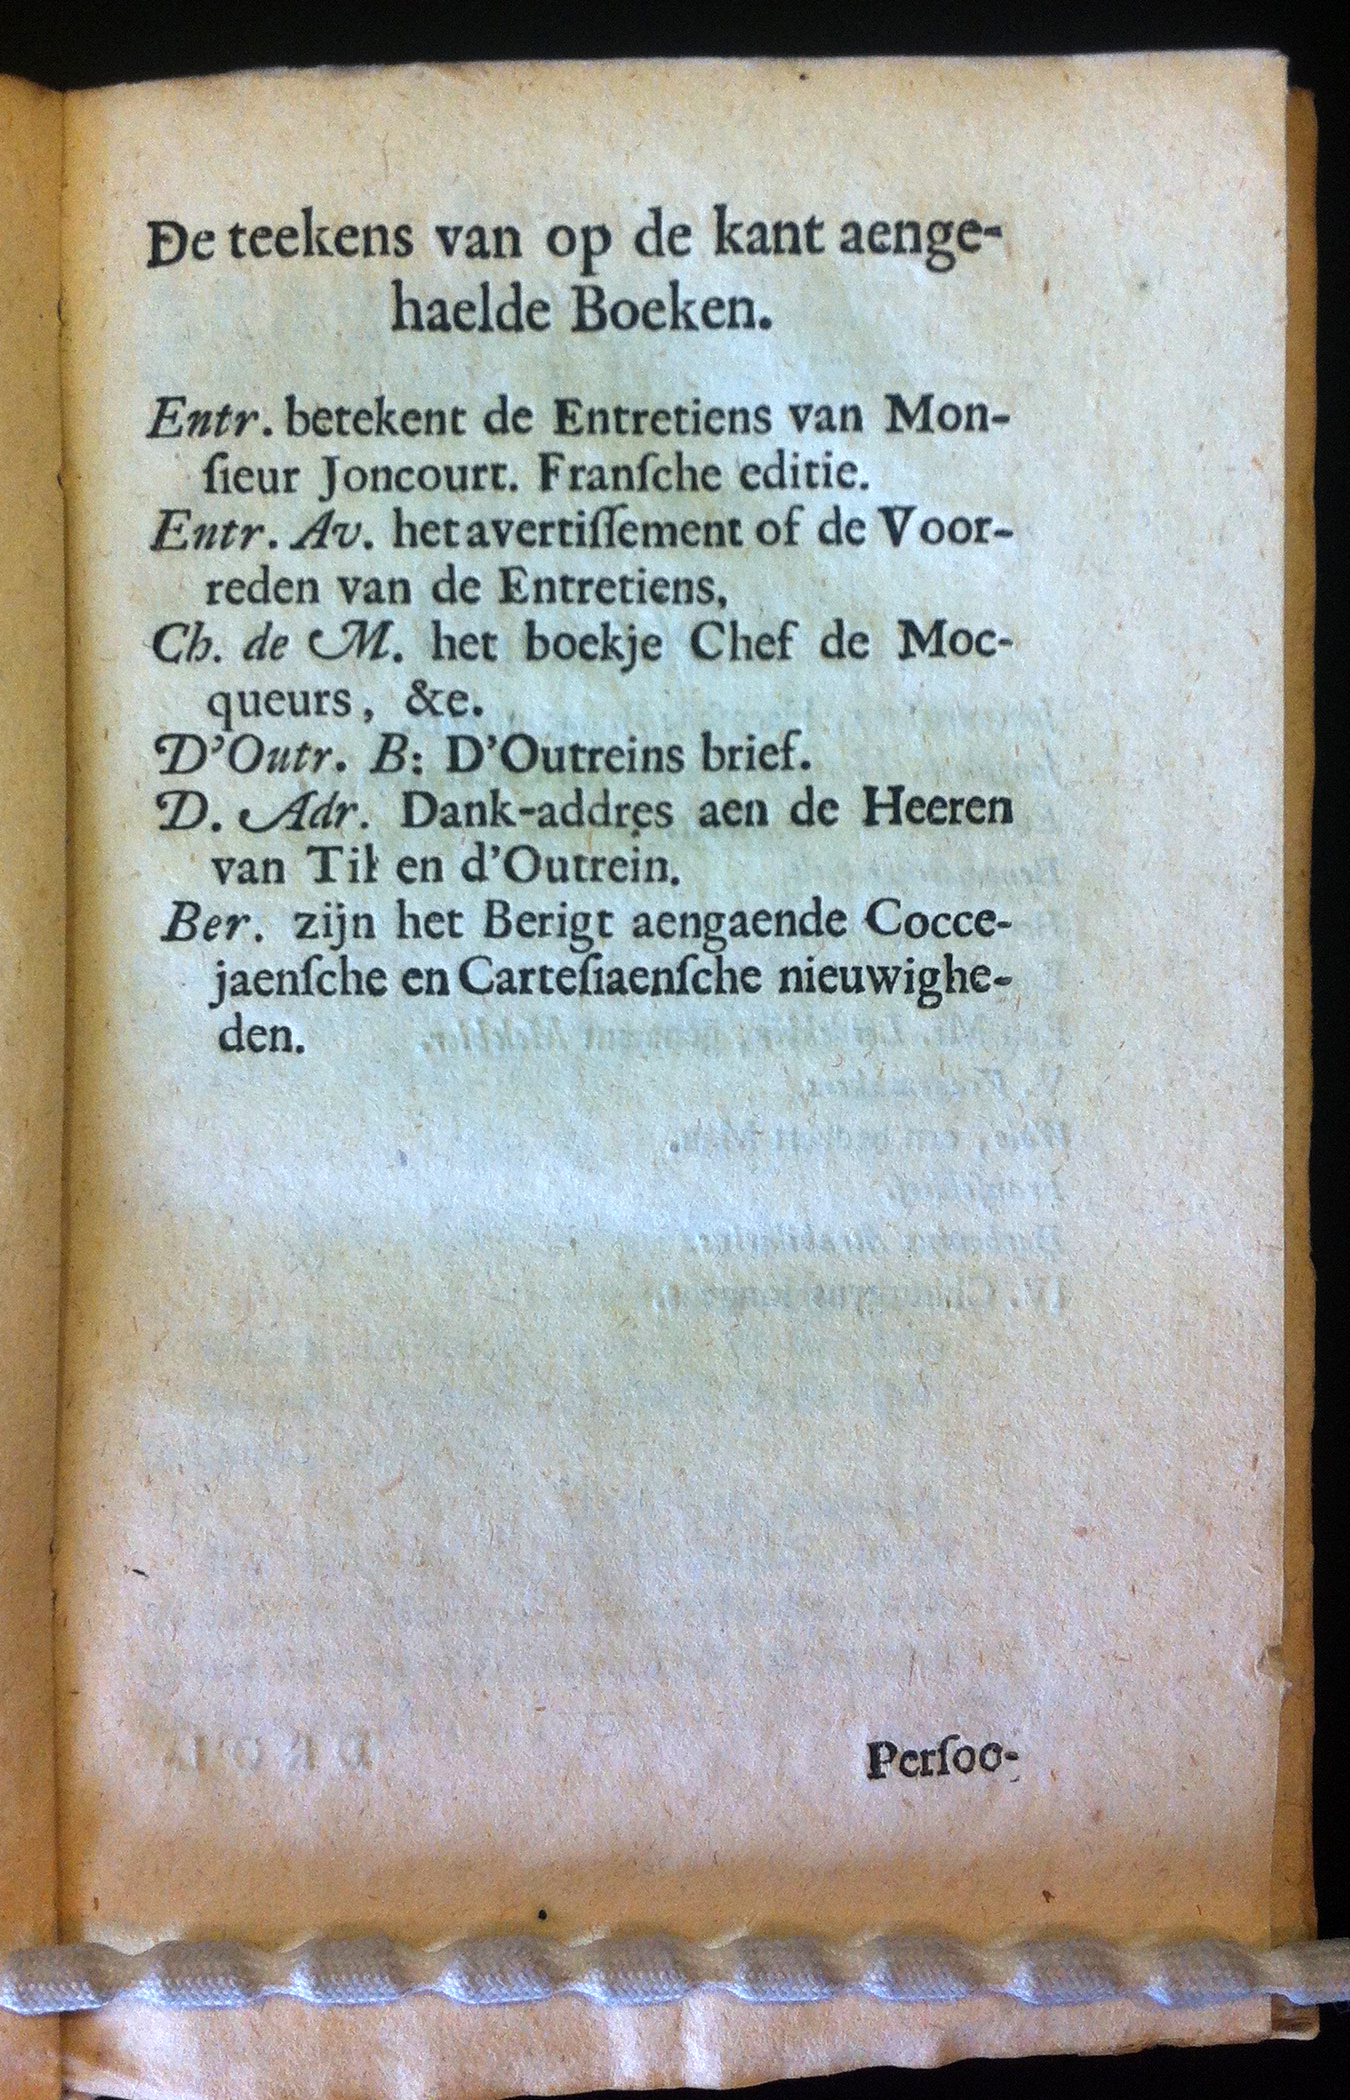 De teekens van op de kant aenge-
haelde Boeken.
Entr. betekent de Entretiens van Mon-
ſieur Joncourt. Franſche editie.
Entr. Av. het avertiſſement of de Voor-
reden van de Entretiens,
Ch. de M. het boekje Chef de Moc-
queurs, &e.
D'Outr. B: D'Outreins brief.
D. Adr. Dank-addres aen de Heeren
van Til en d'Outrein.
Ber. zijn het Berigt aengaende Cocce-
jaenſche en Carteſiaenſche nieuwighe-
den.
Perſoo-